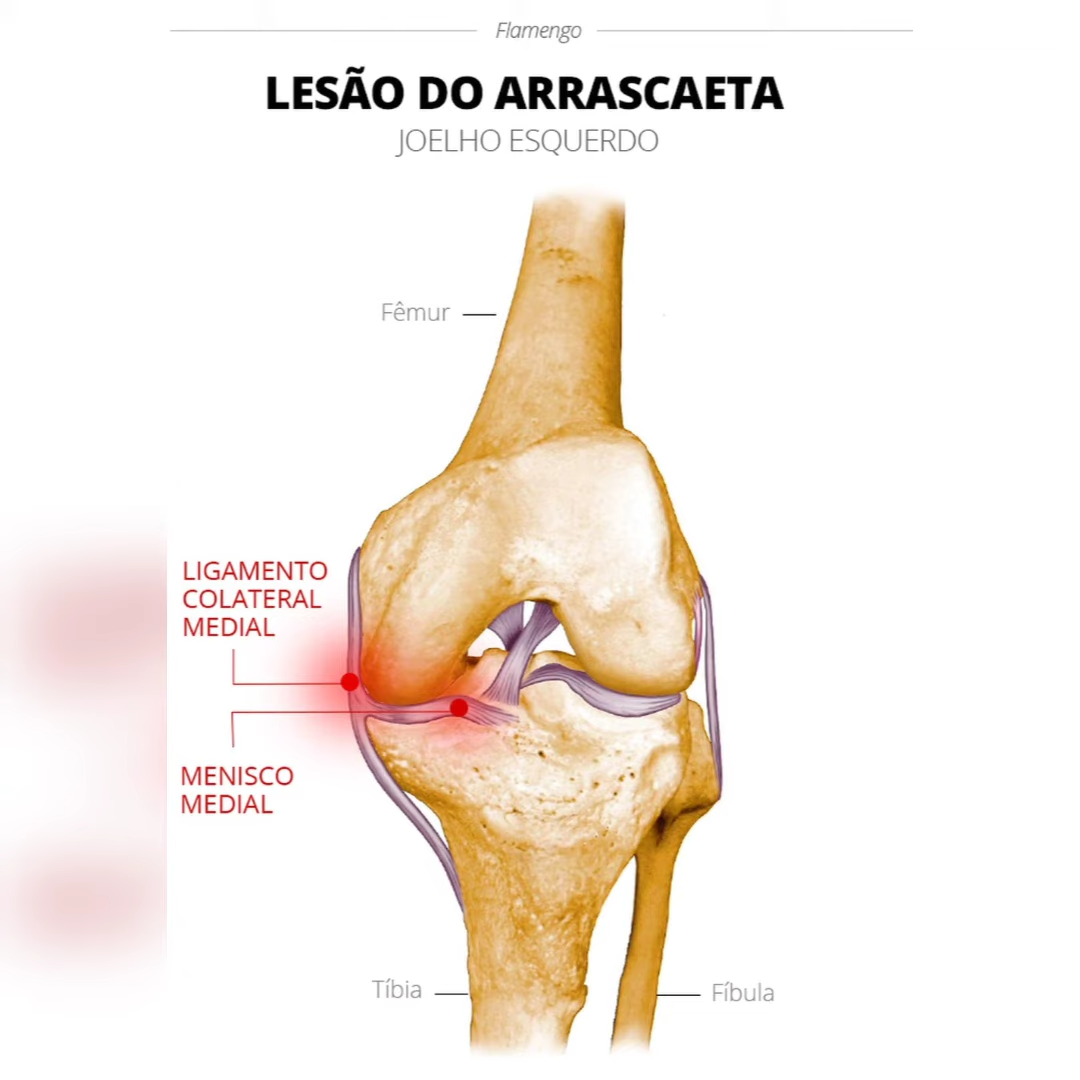 Flamengo
LESÃO DO ARRASCAETA
JOELHO ESQUERDO
Fêmur
LIGAMENTO
COLATERAL
MEDIAL
MENISCO
MEDIAL
Tíbia
Fíbula